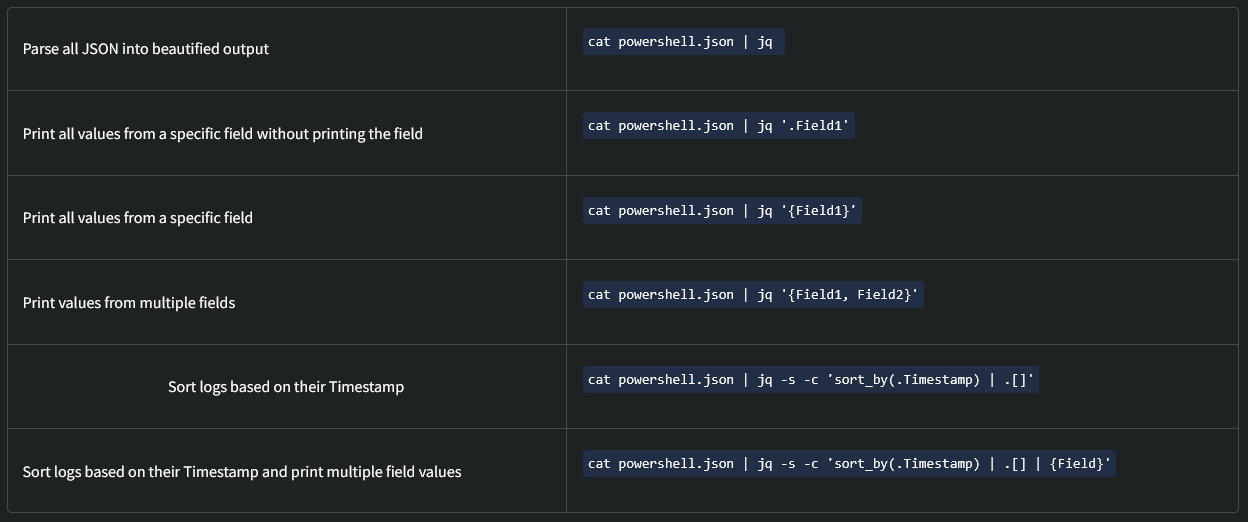 Parse all JSON into beautified output
cat powershell.json | jq
Print all values from a specific field without printing the field
cat powershell.json | jq '.Field1'
Print all values from a specific field
cat powershell.json | jq '{Field1}'
Print values from multiple fields
cat powershell.json | jq '{Field1, Field2}'
Sort logs based on their Timestamp
cat powershell.json | jq -s -c 'sort_by(.Timestamp) | .[]'
Sort logs based on their Timestamp and print multiple field values
cat powershell.json | jq -s -c 'sort_by(.Timestamp) | .[] | {Field}'